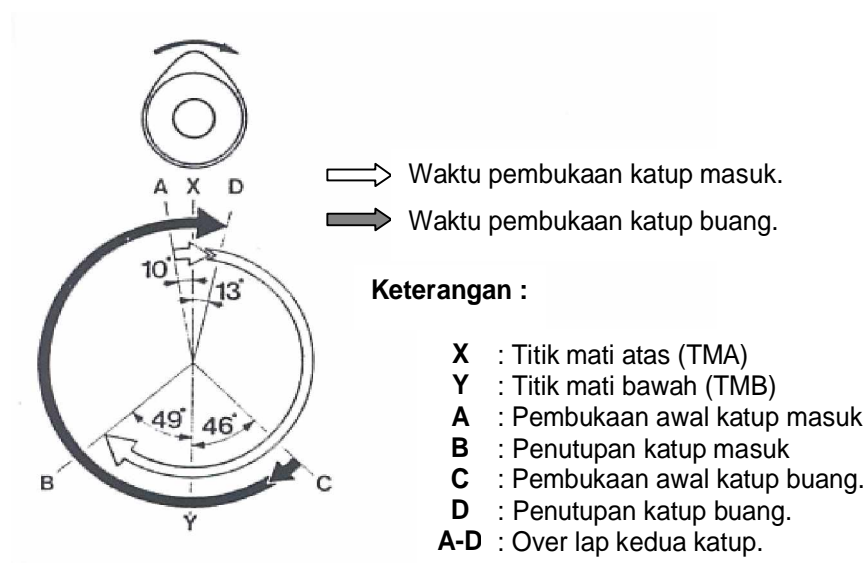 A X D
10°
13°
49°
46°
B
C
Y
Waktu pembukaan katup masuk.
Waktu pembukaan katup buang.
Keterangan :
X : Titik mati atas (TMA)
Y : Titik mati bawah (TMB)
A : Pembukaan awal katup masuk
B : Penutupan katup masuk
C : Pembukaan awal katup buang.
D : Penutupan katup buang.
A-D : Over lap kedua katup.